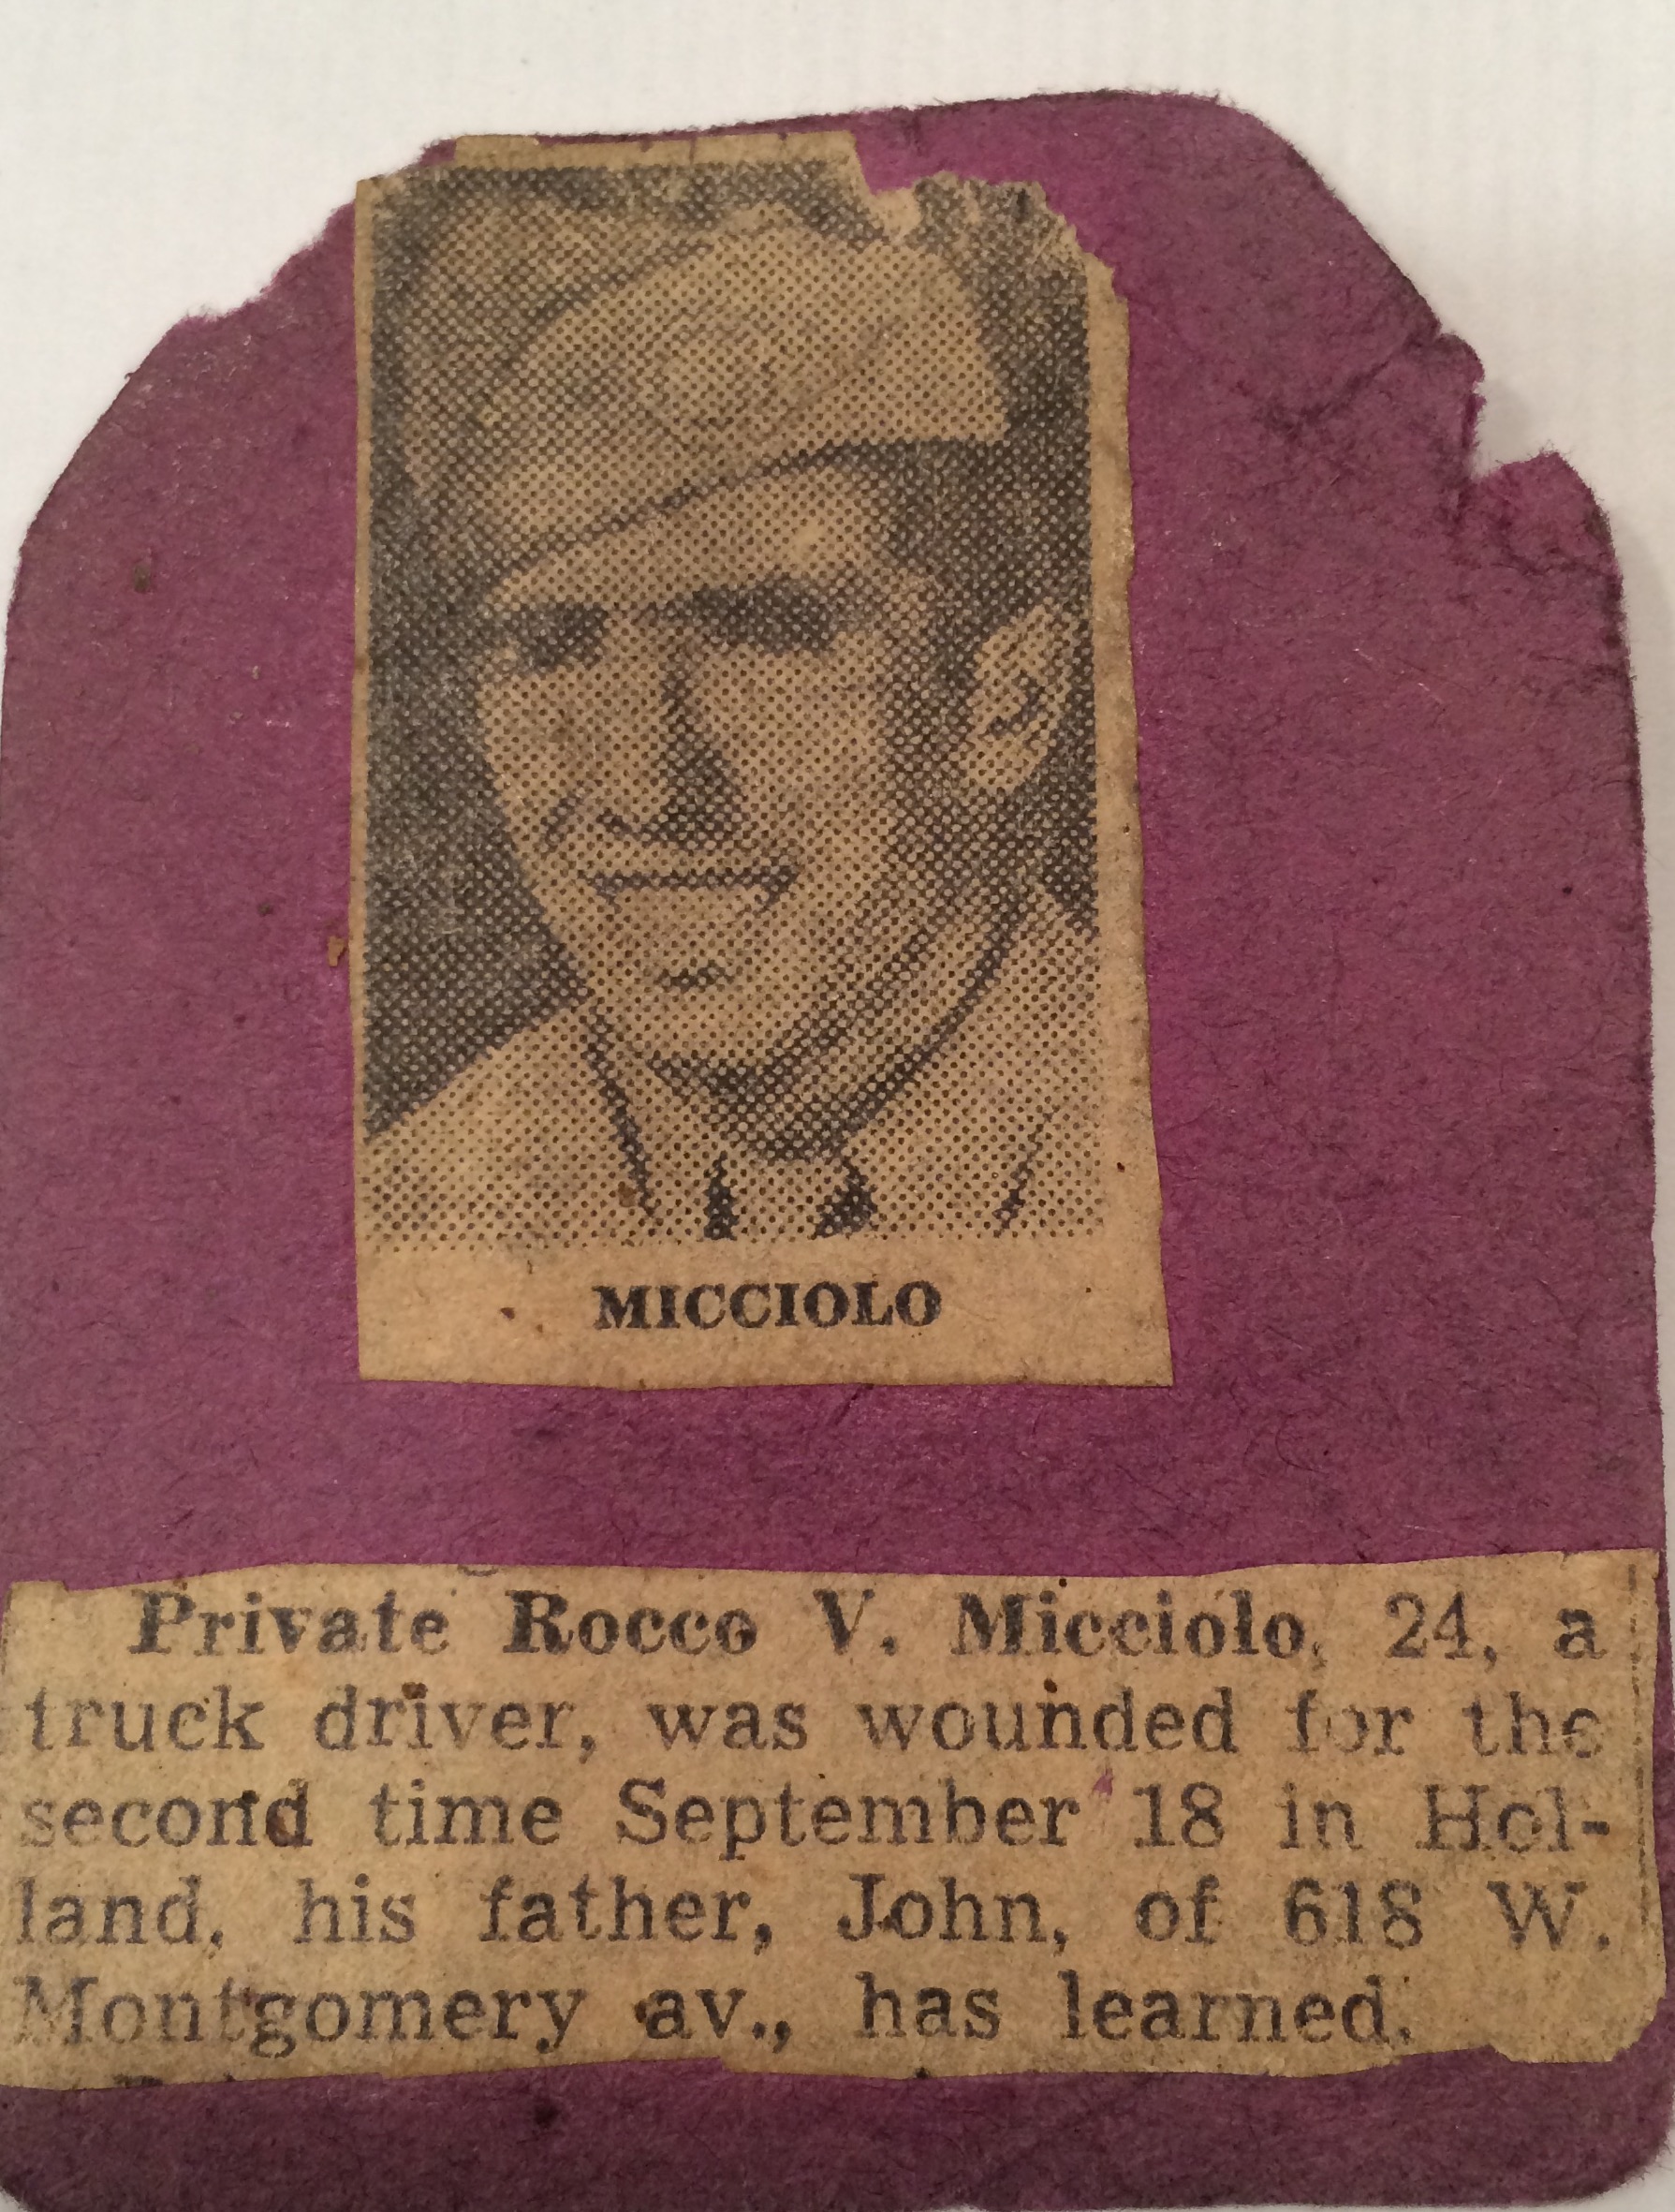 MICCIOLO
Private Rocco V. Micciolo, 24, a
truck driver, was wounded for the
second time September 18 in Hol-
land, his father, John, of 618 W.
Montgomery av., has learned.